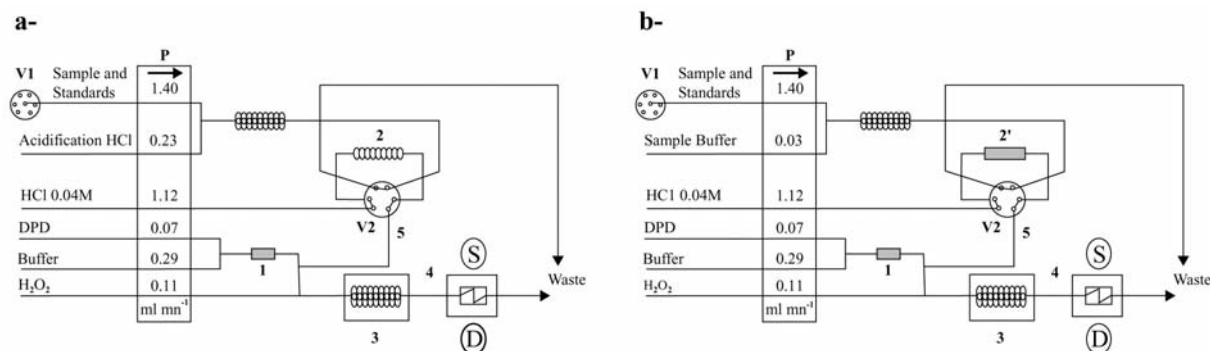 a-
P
V1
Sample and
Standards
1.40
Acidification HCl
0.23
2
HCl 0.04M
1.12
V2
DPD
0.07
5
Buffer
0.29
1
4
S
H₂O₂
0.11
Waste
ml mn⁻¹
3
D
b-
P
V1
Sample and
Standards
1.40
Sample Buffer
0.03
2'
HCl 0.04M
1.12
V2
DPD
0.07
5
Buffer
0.29
1
4
S
H₂O₂
0.11
Waste
ml mn⁻¹
3
D